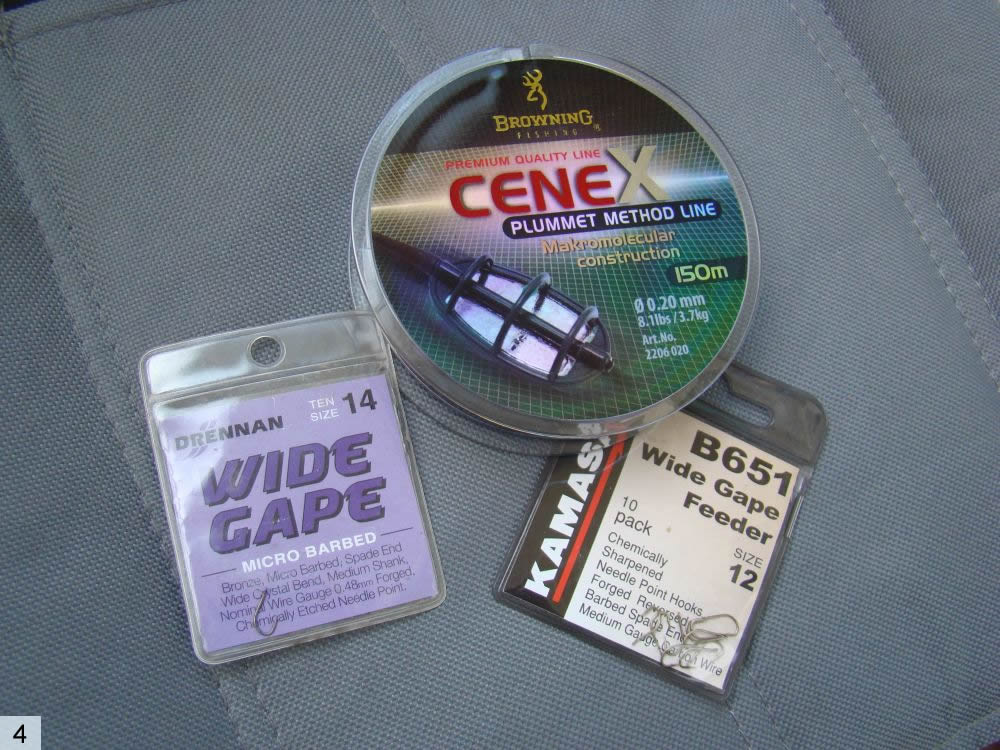 BROWNING®
FISHING
PREMIUM QUALITY LINE
CENEX
PLUMMET METHOD LINE
Makromolecular
construction
150m
Ø 0.20 mm
8.1lbs / 3.7kg
Art.No.
2206 020
DRENNAN
TEN
SIZE 14
WIDE
GAPE
MICRO BARBED
Bronze, Micro Barbed, Spade End
Wide Crystal Bend, Medium Shank,
Nominal Wire Gauge 0.48mm Forged,
Chemically Etched Needle Point.
KAMAS
B651
Wide Gape
Feeder
10
pack
SIZE
12
Chemically
Sharpened
Needle Point Hooks
Forged Reversed
Barbed Spade End
Medium Gauge Carbon Wire
4